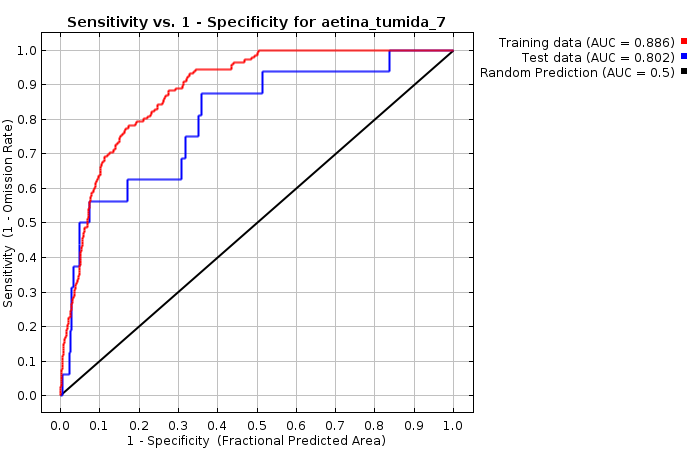 Sensitivity vs. 1 - Specificity for aetina_tumida_7
Training data (AUC = 0.886)
Test data (AUC = 0.802)
Random Prediction (AUC = 0.5)
Sensitivity (1 - Omission Rate)
1.0
0.9
0.8
0.7
0.6
0.5
0.4
0.3
0.2
0.1
0.0
0.0 0.1 0.2 0.3 0.4 0.5 0.6 0.7 0.8 0.9 1.0
1 - Specificity (Fractional Predicted Area)